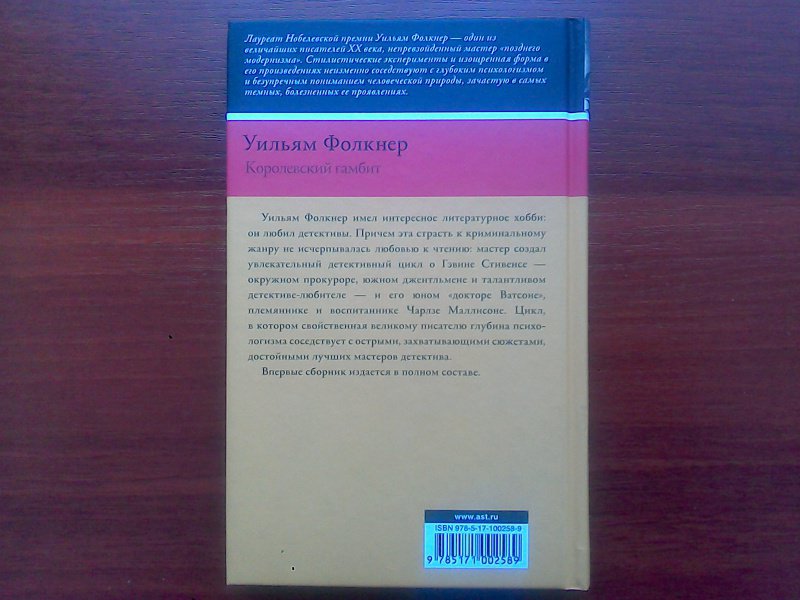 Лауреат Нобелевской премии Уильям Фолкнер — один из
величайших писателей XX века, непревзойденный мастер «позднего
модернизма». Стилистические эксперименты и изощренная форма в
его произведениях неизменно соседствуют с глубоким психологизмом
и безупречным пониманием человеческой природы, зачастую в самых
темных, болезненных ее проявлениях.
Уильям Фолкнер
Королевский гамбит
Уильям Фолкнер имел интересное литературное хобби:
он любил детективы. Причем эта страсть к криминальному
жанру не исчерпывалась любовью к чтению: мастер создал
увлекательный детективный цикл о Гэвине Стивенсе —
окружном прокуроре, южном джентльмене и талантливом
детективе-любителе — и его юном «докторе Ватсоне»,
племяннике и воспитаннике Чарлзе Маллисоне. Цикл,
в котором свойственная великому писателю глубина психо-
логизма соседствует с острыми, захватывающими сюжетами,
достойными лучших мастеров детектива.
Впервые сборник издается в полном составе.
www.ast.ru
ISBN 978-5-17-100258-9
9 785171 002589